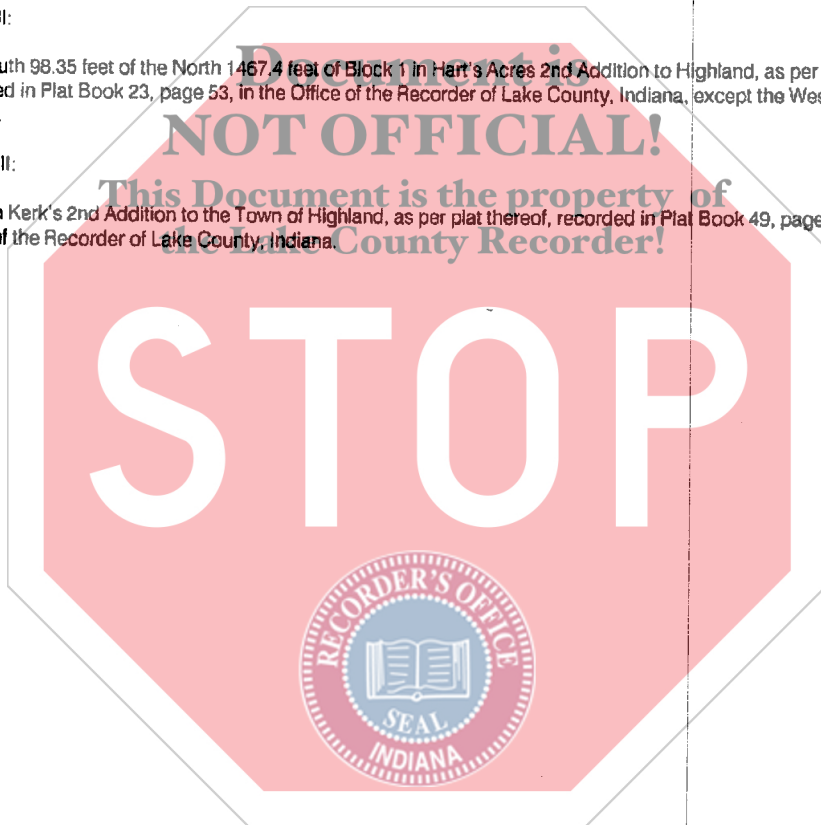 Document is
uth 98.35 feet of the North 1467.4 feet of Block 1 in Hart's Acres 2nd Addition to Highland, as per
ed in Plat Book 23, page 53, in the Office of the Recorder of Lake County, Indiana, except the Wes
NOT OFFICIAL!
II:
This Document is the property of
Kerk's 2nd Addition to the Town of Highland, as per plat thereof, recorded in Plat Book 49, page
of the Recorder of Lake County, Indiana.
the Lake County Recorder!
STOP
RECORDER'S OFFICE
SEAL
INDIANA